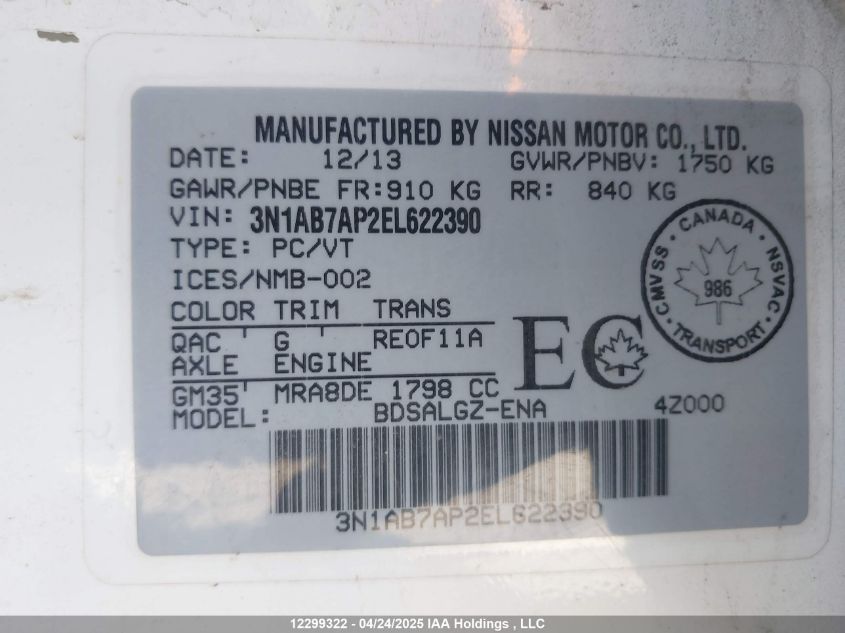 MANUFACTURED BY NISSAN MOTOR CO., LTD.
DATE: 12/13 GVWR/PNBV: 1750 KG
GAWR/PNBE FR: 910 KG RR: 840 KG
VIN: 3N1AB7AP2EL622390
TYPE: PC/VT
ICES/NMB-002
COLOR TRIM TRANS
QAC G RE0F11A
AXLE ENGINE
GM35 MRA8DE 1798 CC
MODEL: BDSALGZ-ENA 4Z000
EC
CANADA
CMVSS · NSVAC
986
TRANSPORT
3N1AB7AP2EL622390
12299322 - 04/24/2025 IAA Holdings , LLC